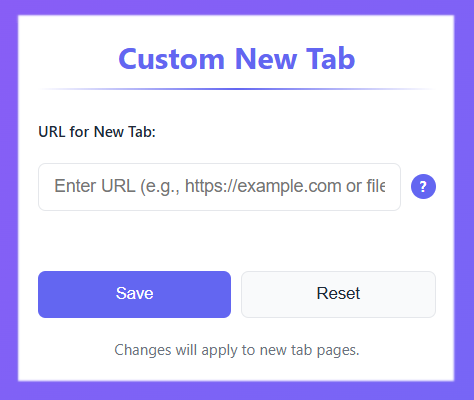 Custom New Tab
URL for New Tab:
Enter URL (e.g., https://example.com or file
?
Save
Reset
Changes will apply to new tab pages.